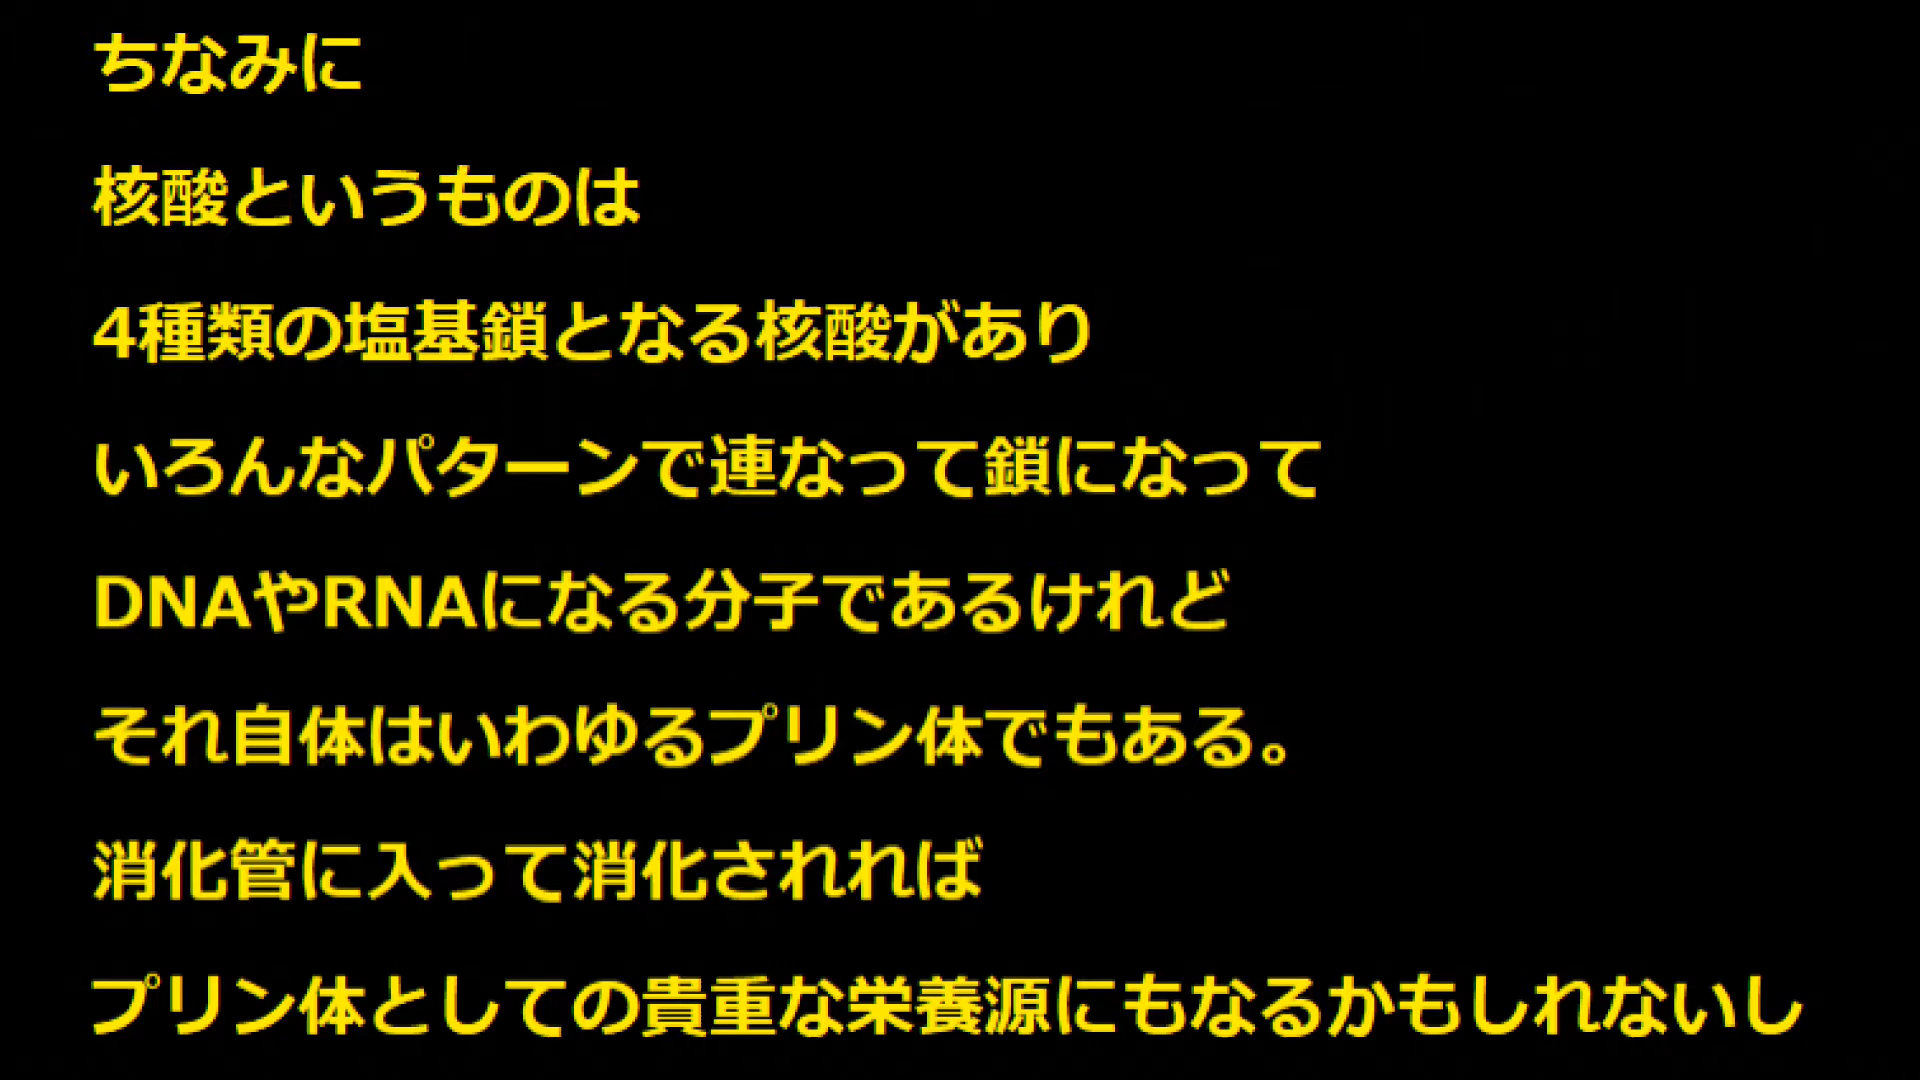 ちなみに
核酸というものは
4種類の塩基鎖となる核酸があり
いろんなパターンで連なって鎖になって
DNAやRNAになる分子であるけれど
それ自体はいわゆるプリン体でもある。
消化管に入って消化されれば
プリン体としての貴重な栄養源にもなるかもしれないし